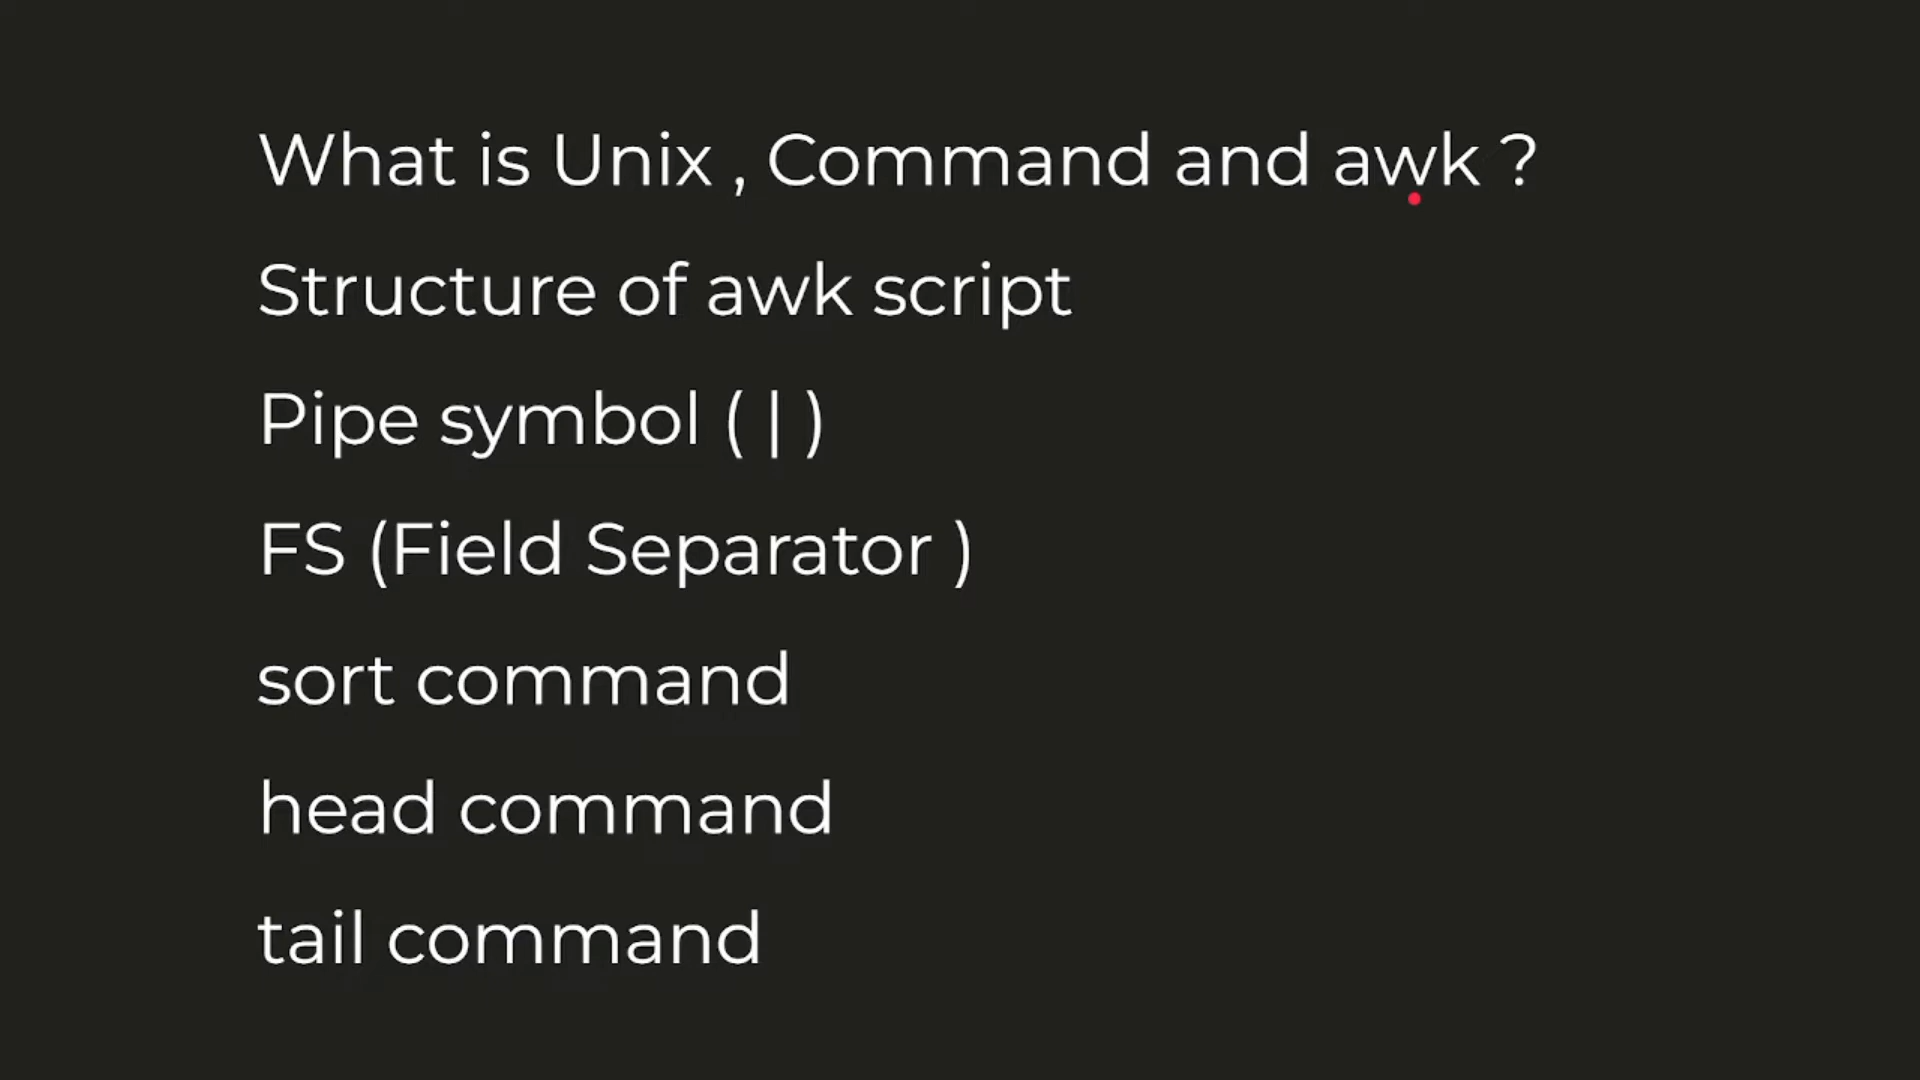 What is Unix , Command and awk ?
Structure of awk script
Pipe symbol ( | )
FS (Field Separator )
sort command
head command
tail command